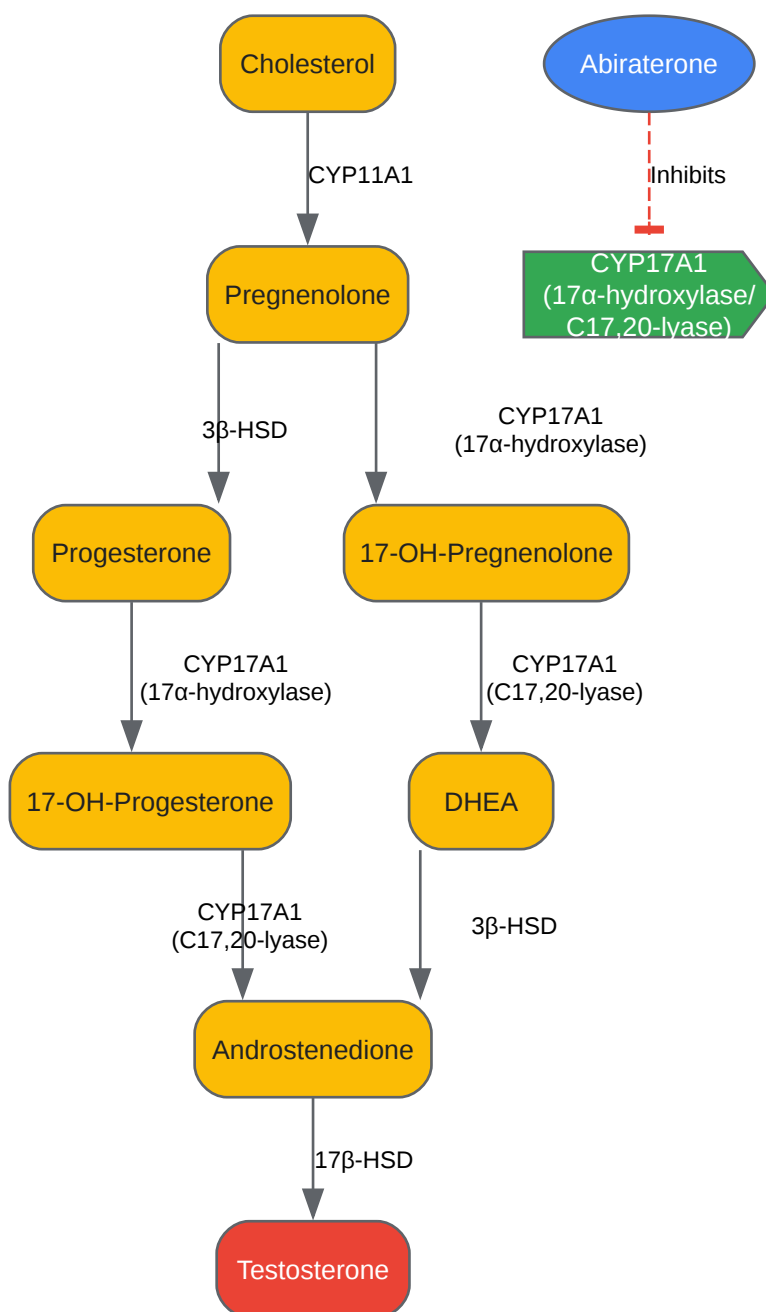 Cholesterol
Abiraterone
CYP11A1
Inhibits
Pregnenolone
CYP17A1
(17α-hydroxylase/
C17,20-lyase)
3β-HSD
CYP17A1
(17α-hydroxylase)
Progesterone
17-OH-Pregnenolone
CYP17A1
(17α-hydroxylase)
CYP17A1
(C17,20-lyase)
17-OH-Progesterone
DHEA
CYP17A1
(C17,20-lyase)
3β-HSD
Androstenedione
17β-HSD
Testosterone